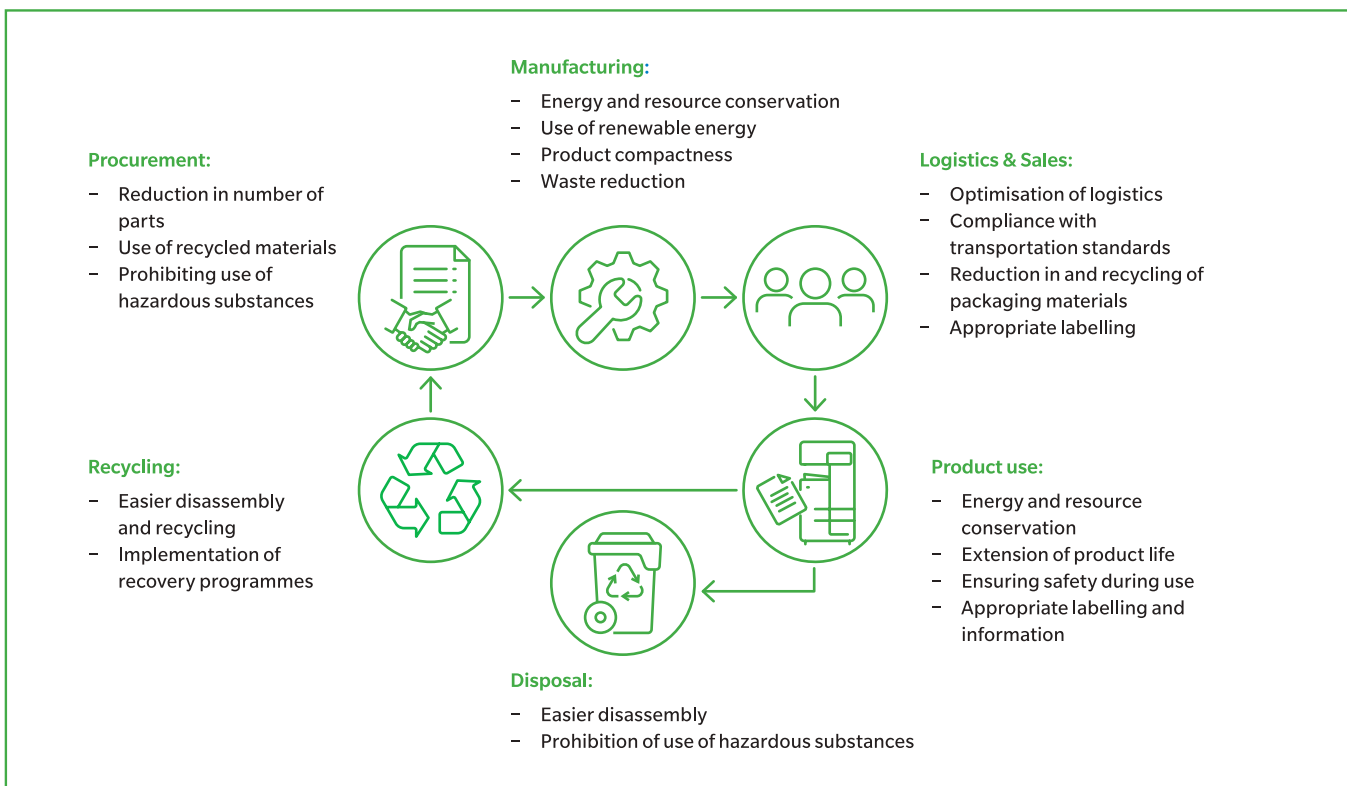 Manufacturing:
– Energy and resource conservation
– Use of renewable energy
– Product compactness
– Waste reduction
Procurement:
– Reduction in number of
parts
– Use of recycled materials
– Prohibiting use of
hazardous substances
Logistics & Sales:
– Optimisation of logistics
– Compliance with
transportation standards
– Reduction in and recycling of
packaging materials
– Appropriate labelling
Recycling:
– Easier disassembly
and recycling
– Implementation of
recovery programmes
Product use:
– Energy and resource
conservation
– Extension of product life
– Ensuring safety during use
– Appropriate labelling and
information
Disposal:
– Easier disassembly
– Prohibition of use of hazardous substances